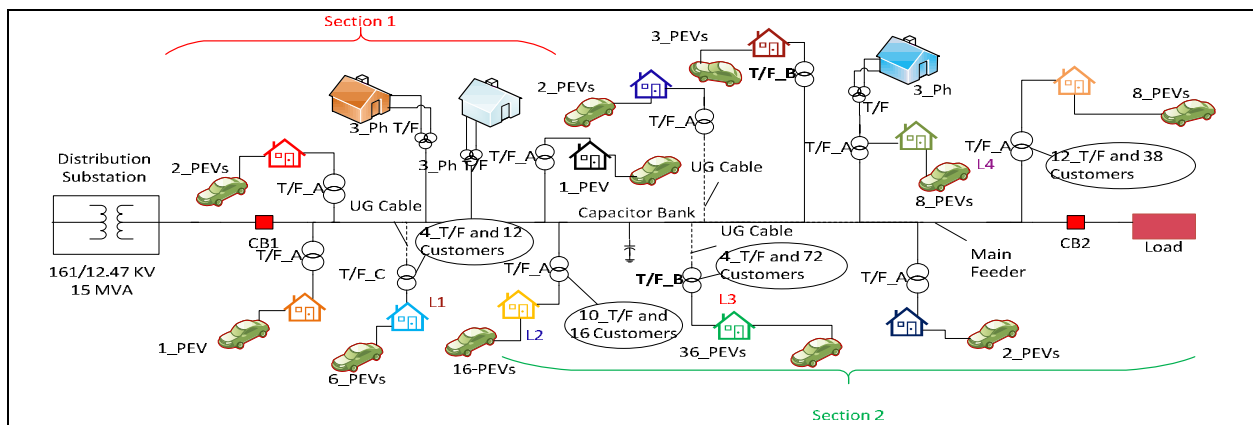 Section 1
3_PEVs
T/F_B
2_PEVs
T/F_A
3_Ph T/F
3_Ph T/F
3_Ph
T/F
8_PEVs
T/F_A
12_T/F and 38
Customers
Distribution
Substation
2_PEVs
T/F_A
T/F_A
1_PEV
UG Cable
T/F_A
L4
8_PEVs
UG Cable
Capacitor Bank
CB1
161/12.47 KV
15 MVA
T/F_A
1_PEV
T/F_C
4_T/F and 12
Customers
L1
6_PEVs
T/F_A
10_T/F and
16 Customers
L2
16-PEVs
UG Cable
T/F_B
4_T/F and 72
Customers
L3
36_PEVs
T/F_A
2_PEVs
Main
Feeder
CB2
Load
Section 2